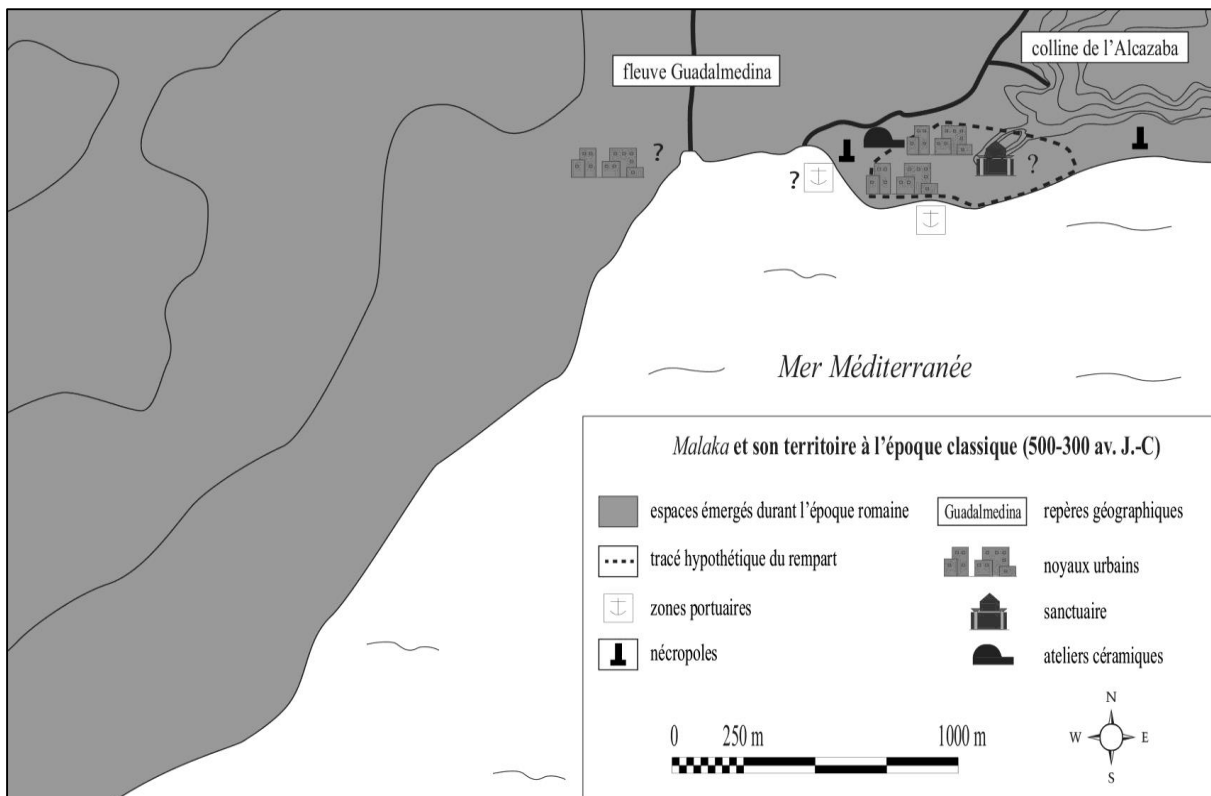 colline de l'Alcazaba
fleuve Guadalmedina
?
?
?
Mer Méditerranée
Malaka et son territoire à l'époque classique (500-300 av. J.-C)
espaces émergés durant l'époque romaine
Guadalmedina
repères géographiques
tracé hypothétique du rempart
noyaux urbains
zones portuaires
sanctuaire
nécropoles
ateliers céramiques
0 250 m 1000 m
N
W E
S